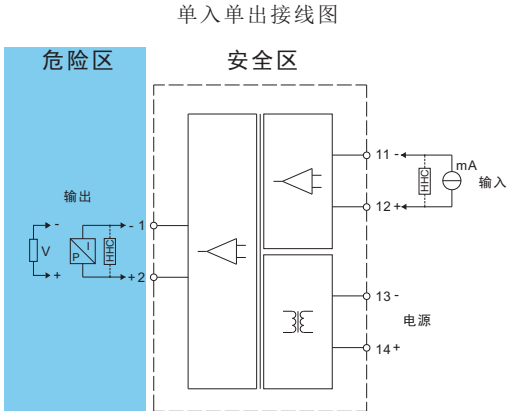 单入单出接线图
危险区
安全区
11 -
HHC
mA
输入
12 +
输出
- 1
-
V
+
I
P
HHC
+ 2
13 -
电源
14 +